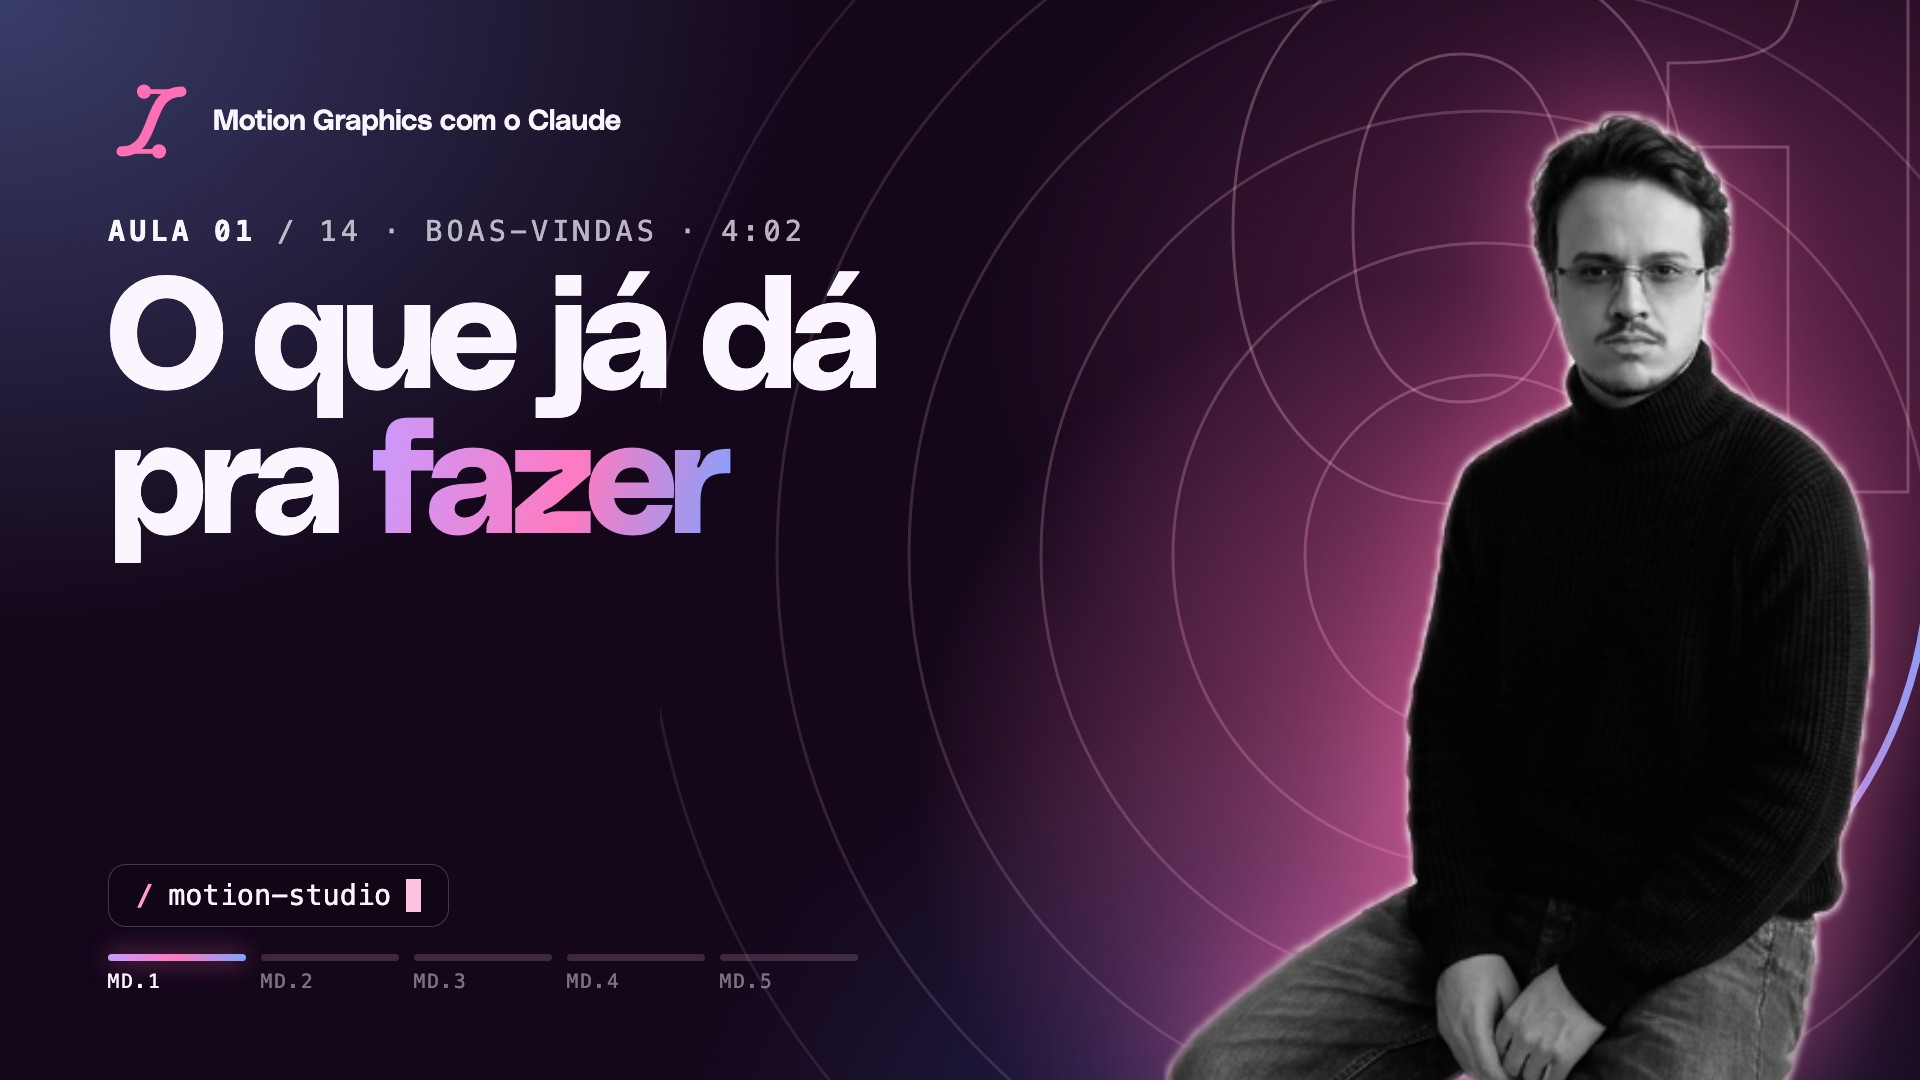 Motion Graphics com o Claude
AULA 01 / 14 · BOAS-VINDAS · 4:02
O que já dá
pra fazer
/ motion-studio
MD.1 MD.2 MD.3 MD.4 MD.5
01